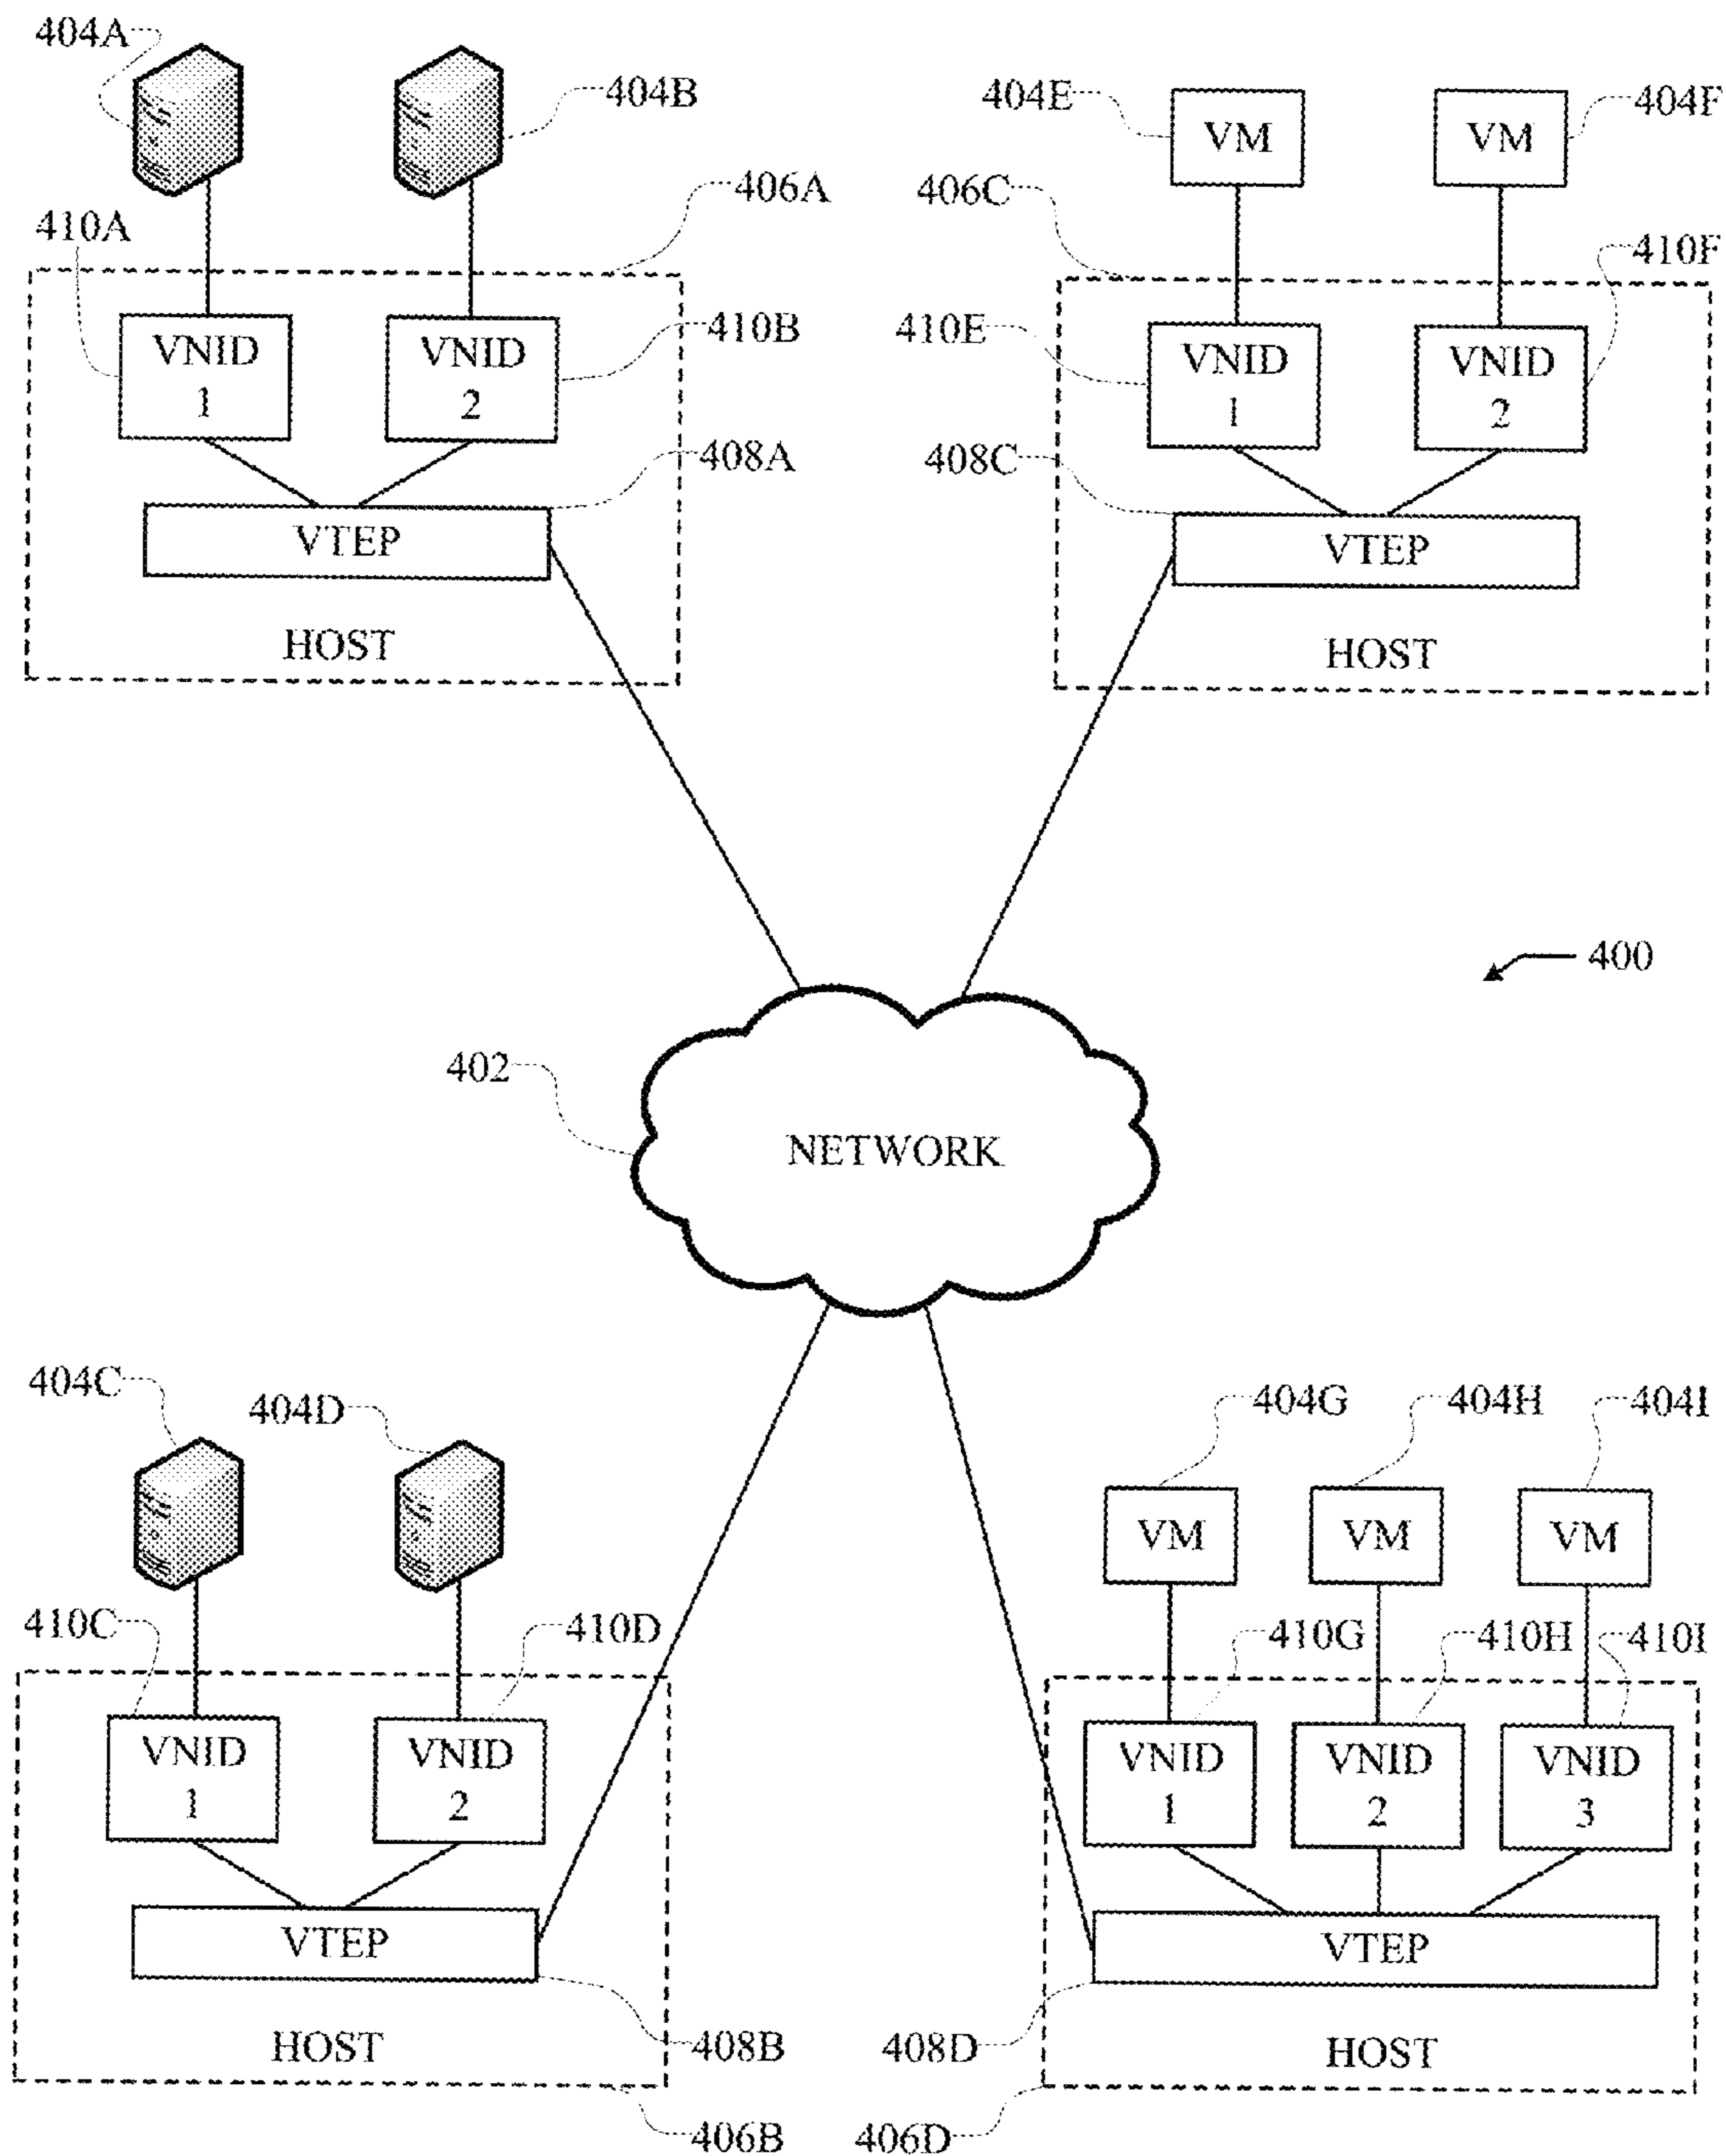 404A
404B
404E
VM
VM
404F
406A
406C
410A
410F
VNID
1
VNID
2
410B
410E
VNID
1
VNID
2
408A
408C
VTEP
VTEP
HOST
HOST
400
402
NETWORK
404C
404D
404G
404H
404I
VM
VM
VM
410C
410D
410G
410H
410I
VNID
1
VNID
2
VNID
1
VNID
2
VNID
3
VTEP
VTEP
HOST
408B
408D
HOST
406B
406D